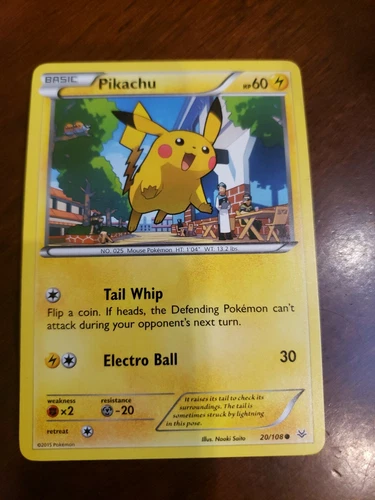 BASIC Pikachu HP60
NO. 025 Mouse Pokémon. HT: 1'04" WT: 13.2 lbs.
Tail Whip
Flip a coin. If heads, the Defending Pokémon can't
attack during your opponent's next turn.
Electro Ball 30
weakness resistance
×2 -20
retreat
It raises its tail to check its
surroundings. The tail is
sometimes struck by lightning
in this pose.
©2015 Pokémon Illus. Naoki Saito 20/108